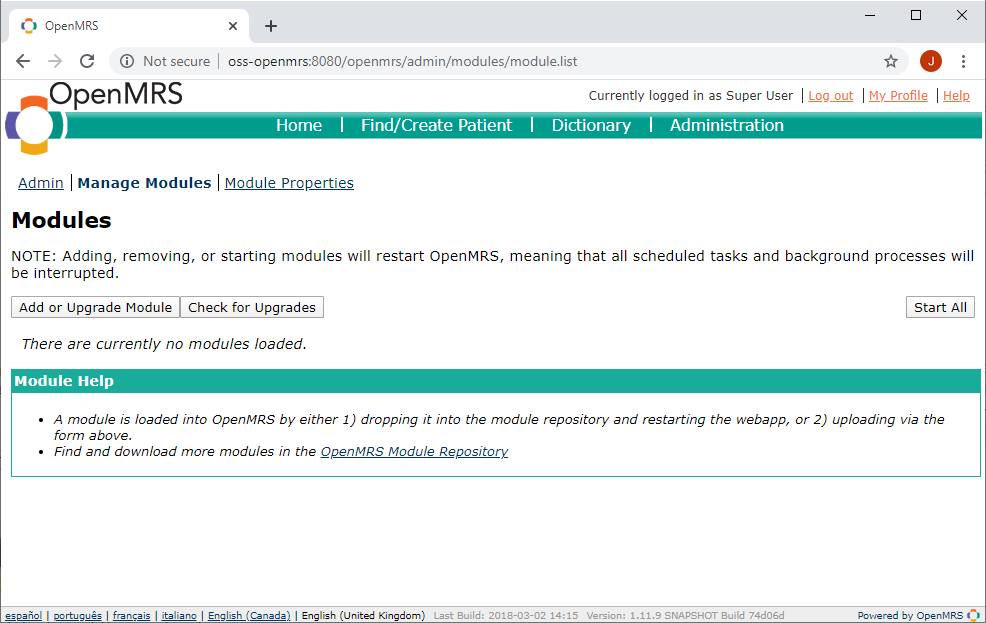 OpenMRS
Not secure | oss-openmrs:8080/openmrs/admin/modules/module.list
J
OpenMRS
Currently logged in as Super User | Log out | My Profile | Help
Home | Find/Create Patient | Dictionary | Administration
Admin | Manage Modules | Module Properties
Modules
NOTE: Adding, removing, or starting modules will restart OpenMRS, meaning that all scheduled tasks and background processes will
be interrupted.
Add or Upgrade Module Check for Upgrades Start All
There are currently no modules loaded.
Module Help
• A module is loaded into OpenMRS by either 1) dropping it into the module repository and restarting the webapp, or 2) uploading via the
form above.
• Find and download more modules in the OpenMRS Module Repository
español | português | français | italiano | English (Canada) | English (United Kingdom) Last Build: 2018-03-02 14:15 Version: 1.11.9 SNAPSHOT Build 74d06d Powered by OpenMRS